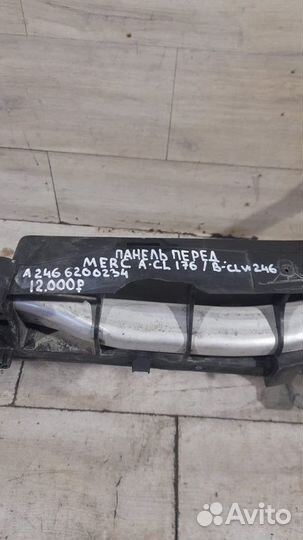 ПАНЕЛЬ ПЕРЕД
MERC A-CL 176 / B-CL W246
A 246 6200234
12.000₽
Avito